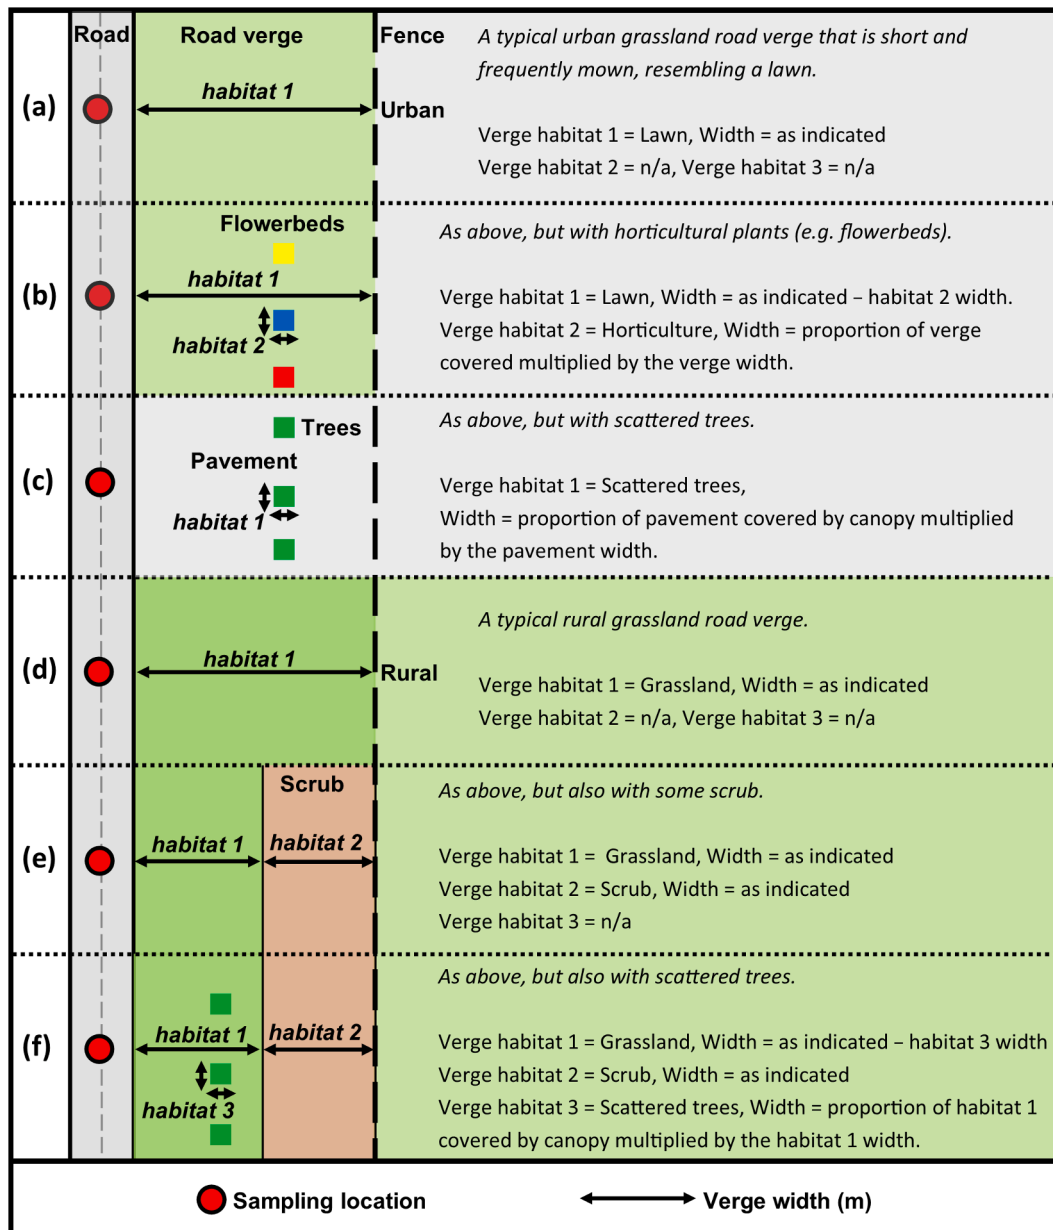 Road
Road verge
Fence
A typical urban grassland road verge that is short and
frequently mown, resembling a lawn.
(a)
habitat 1
Urban
Verge habitat 1 = Lawn, Width = as indicated
Verge habitat 2 = n/a, Verge habitat 3 = n/a
Flowerbeds
As above, but with horticultural plants (e.g. flowerbeds).
(b)
habitat 1
habitat 2
Verge habitat 1 = Lawn, Width = as indicated – habitat 2 width.
Verge habitat 2 = Horticulture, Width = proportion of verge
covered multiplied by the verge width.
Trees
As above, but with scattered trees.
(c)
Pavement
habitat 1
Verge habitat 1 = Scattered trees,
Width = proportion of pavement covered by canopy multiplied
by the pavement width.
A typical rural grassland road verge.
(d)
habitat 1
Rural
Verge habitat 1 = Grassland, Width = as indicated
Verge habitat 2 = n/a, Verge habitat 3 = n/a
Scrub
As above, but also with some scrub.
(e)
habitat 1
habitat 2
Verge habitat 1 =  Grassland, Width = as indicated
Verge habitat 2 = Scrub, Width = as indicated
Verge habitat 3 = n/a
As above, but also with scattered trees.
(f)
habitat 1
habitat 2
habitat 3
Verge habitat 1 = Grassland, Width = as indicated – habitat 3 width
Verge habitat 2 = Scrub, Width = as indicated
Verge habitat 3 = Scattered trees, Width = proportion of habitat 1
covered by canopy multiplied by the habitat 1 width.
Sampling location
Verge width (m)